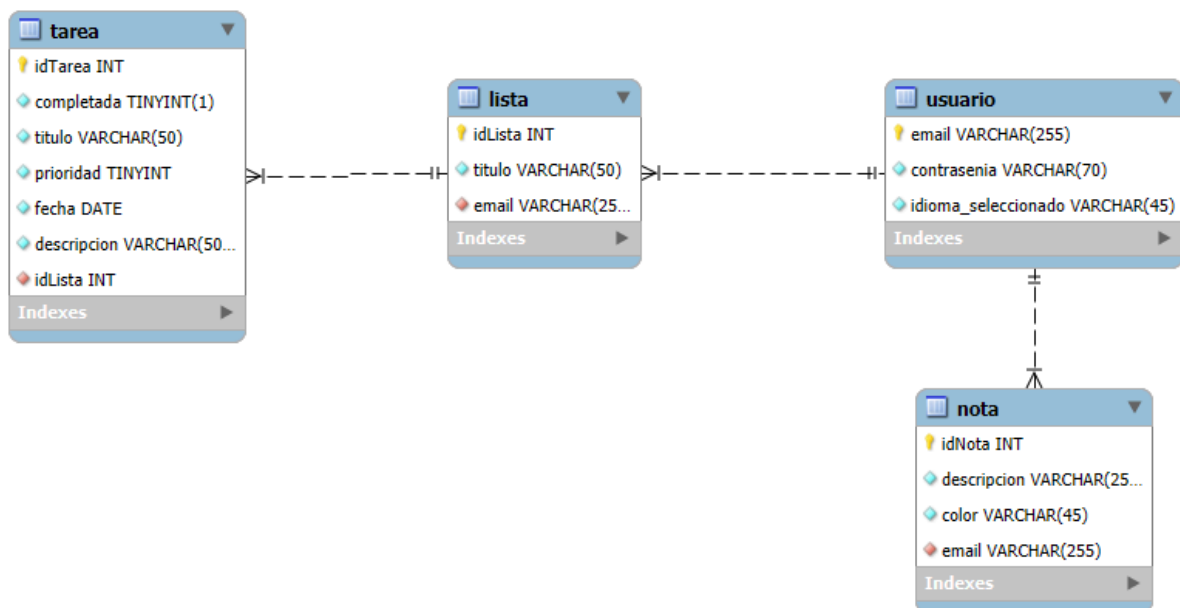 tarea
idTarea INT
completada TINYINT(1)
titulo VARCHAR(50)
prioridad TINYINT
fecha DATE
descripcion VARCHAR(50...
idLista INT
Indexes
lista
idLista INT
titulo VARCHAR(50)
email VARCHAR(25...
Indexes
usuario
email VARCHAR(255)
contrasenia VARCHAR(70)
idioma_seleccionado VARCHAR(45)
Indexes
nota
idNota INT
descripcion VARCHAR(25...
color VARCHAR(45)
email VARCHAR(255)
Indexes